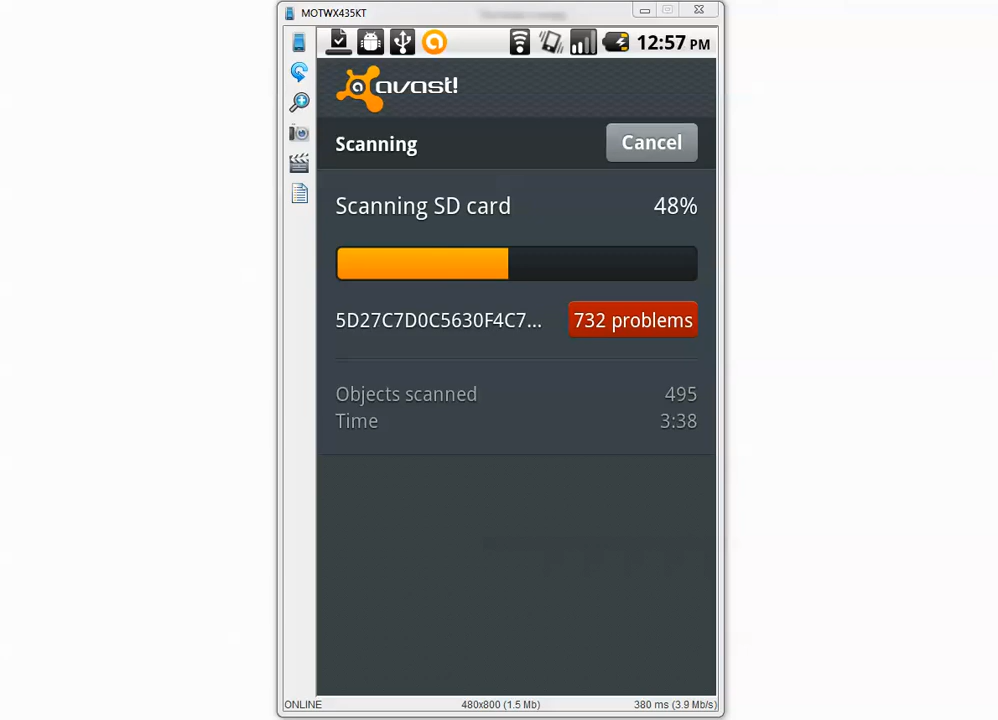 MOTWX435KT
12:57 PM
avast!
Scanning
Cancel
Scanning SD card 48%
5D27C7D0C5630F4C7... 732 problems
Objects scanned 495
Time 3:38
ONLINE 480x800 (1.5 Mb) 380 ms (3.9 Mb/s)